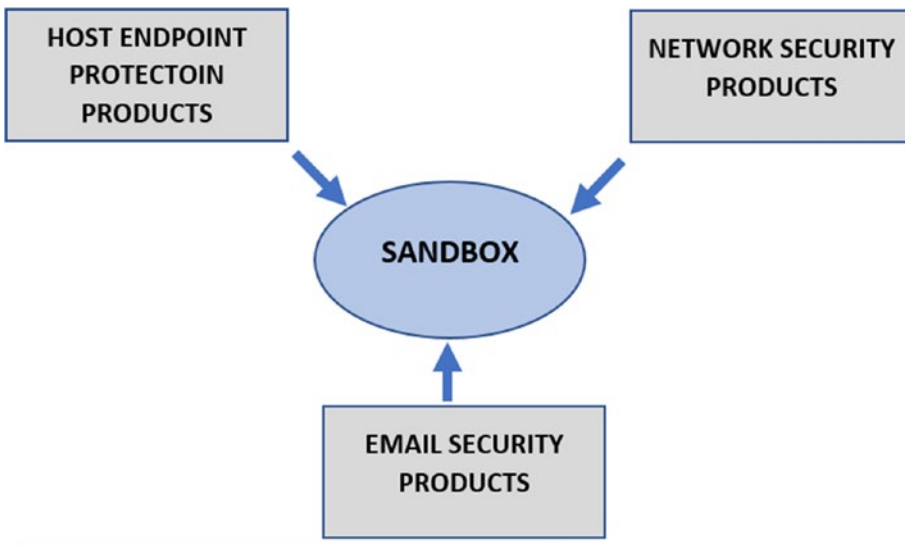 HOST ENDPOINT
PROTECTOIN
PRODUCTS
NETWORK SECURITY
PRODUCTS
SANDBOX
EMAIL SECURITY
PRODUCTS